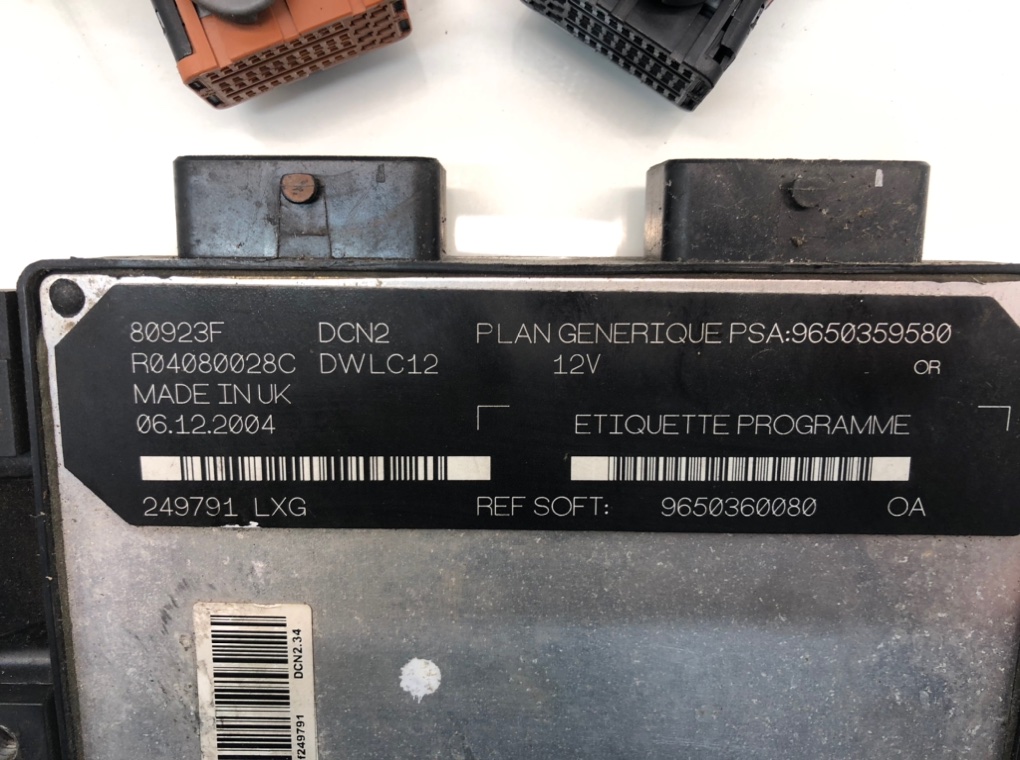 80923F DCN2 PLAN GENERIQUE PSA:9650359580
R04080028C DWLC12 12V OR
MADE IN UK
06.12.2004 ETIQUETTE PROGRAMME
249791 LXG REF SOFT: 9650360080 OA
DCN2.34
f249791